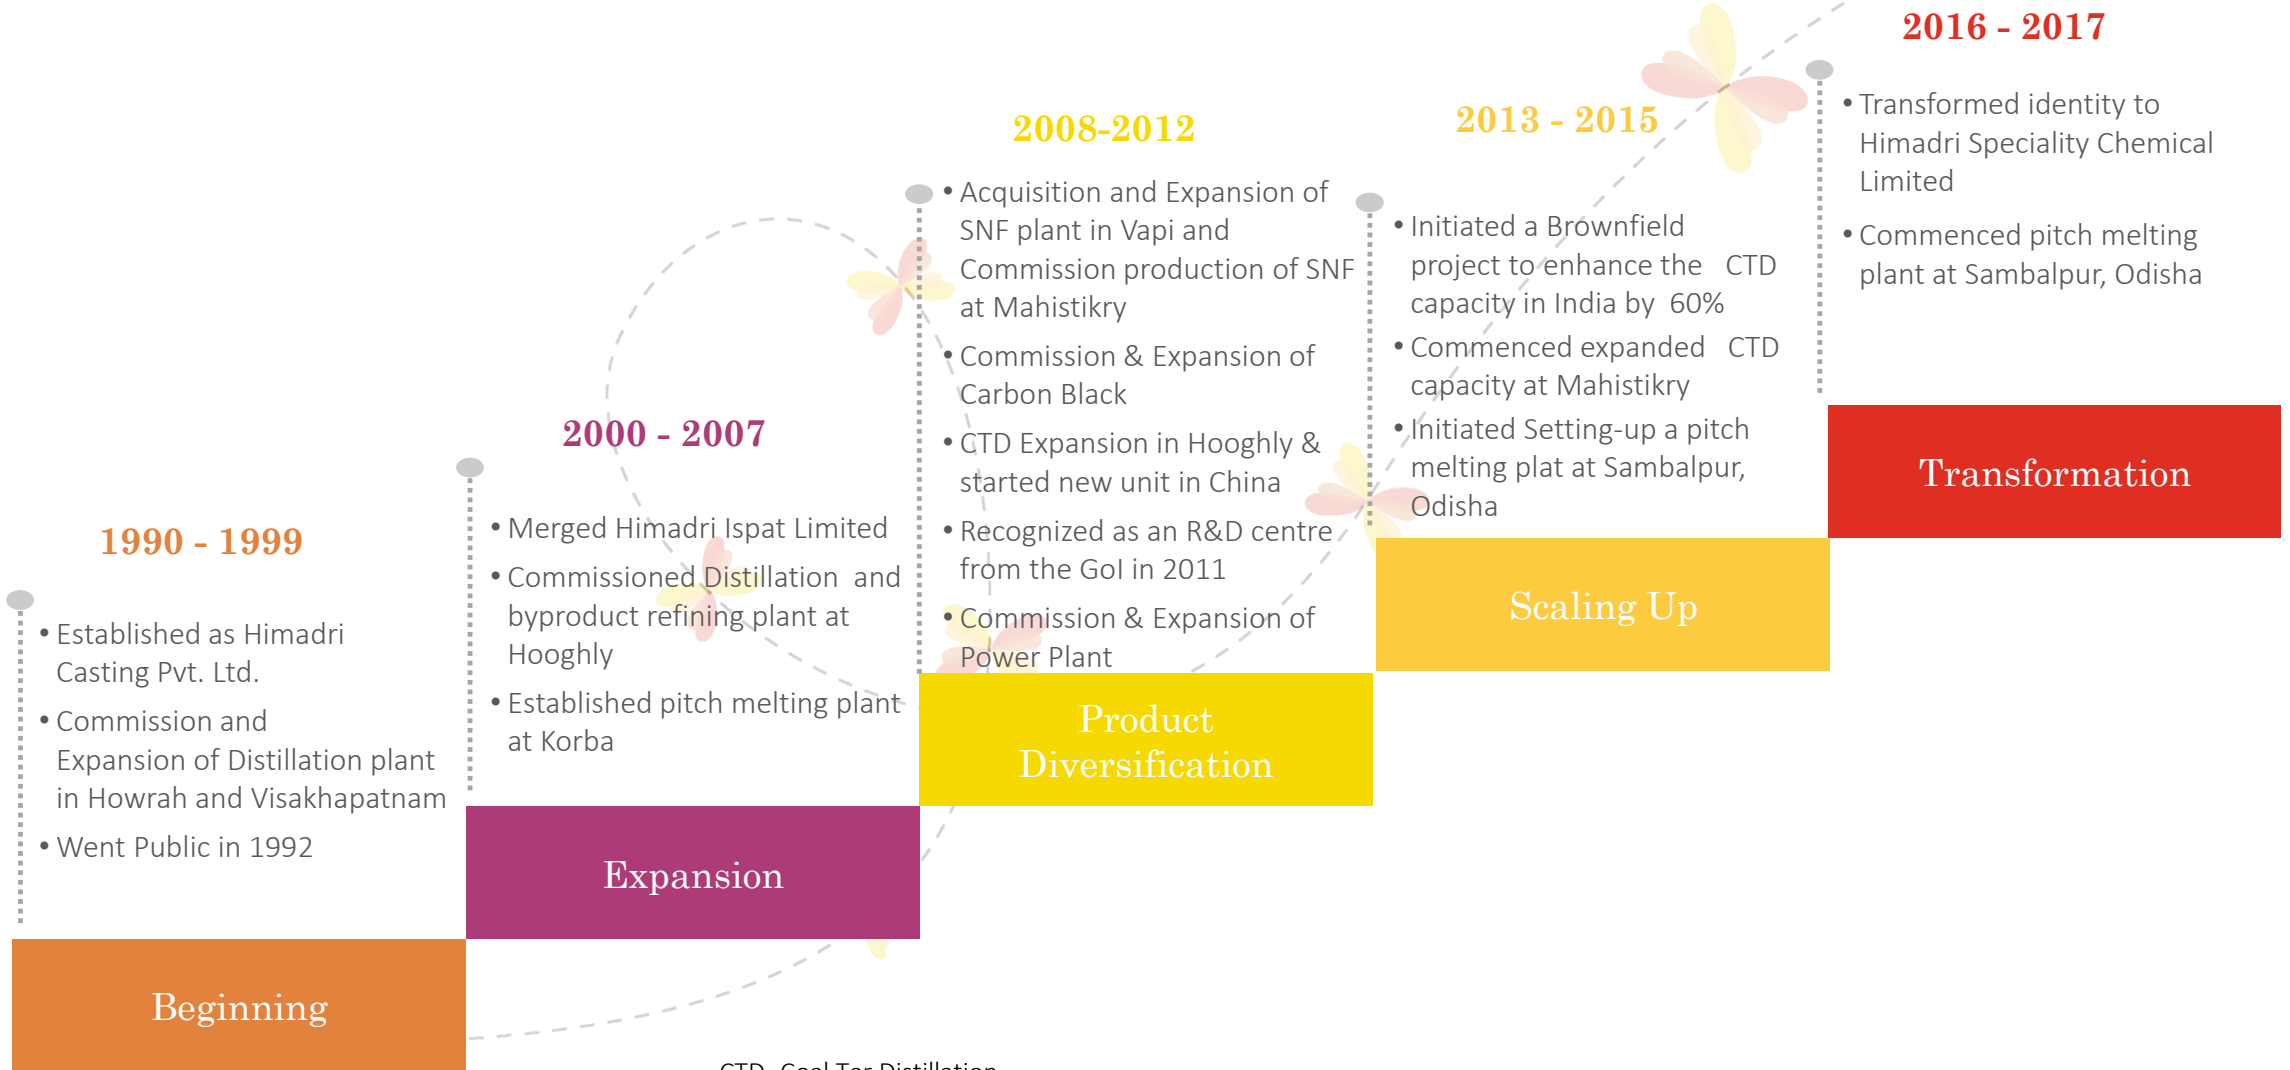 1990 - 1999
• Established as Himadri
Casting Pvt. Ltd.
• Commission and
Expansion of Distillation plant
in Howrah and Visakhapatnam
• Went Public in 1992
Beginning
2000 - 2007
• Merged Himadri Ispat Limited
• Commissioned Distillation and
byproduct refining plant at
Hooghly
• Established pitch melting plant
at Korba
Expansion
2008-2012
• Acquisition and Expansion of
SNF plant in Vapi and
Commission production of SNF
at Mahistikry
• Commission & Expansion of
Carbon Black
• CTD Expansion in Hooghly &
started new unit in China
• Recognized as an R&D centre
from the GoI in 2011
• Commission & Expansion of
Power Plant
Product
Diversification
2013 - 2015
• Initiated a Brownfield
project to enhance the CTD
capacity in India by 60%
• Commenced expanded CTD
capacity at Mahistikry
• Initiated Setting-up a pitch
melting plat at Sambalpur,
Odisha
Scaling Up
2016 - 2017
• Transformed identity to
Himadri Speciality Chemical
Limited
• Commenced pitch melting
plant at Sambalpur, Odisha
Transformation
CTD- Coal Tar Distillation